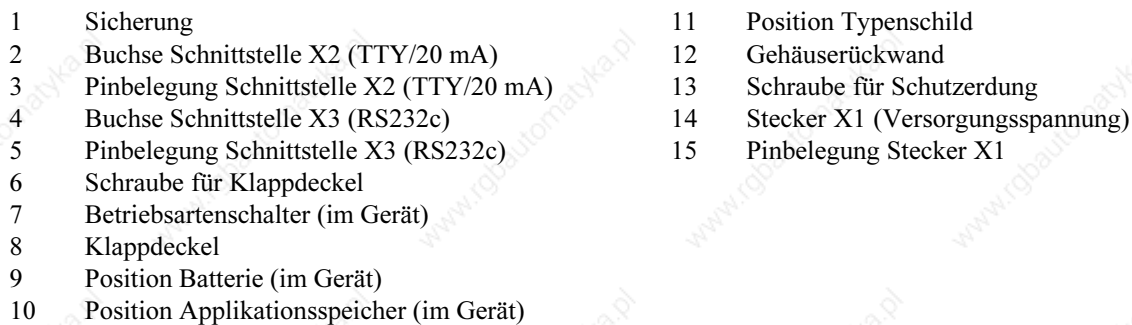 1 Sicherung
2 Buchse Schnittstelle X2 (TTY/20 mA)
3 Pinbelegung Schnittstelle X2 (TTY/20 mA)
4 Buchse Schnittstelle X3 (RS232c)
5 Pinbelegung Schnittstelle X3 (RS232c)
6 Schraube für Klappdeckel
7 Betriebsartenschalter (im Gerät)
8 Klappdeckel
9 Position Batterie (im Gerät)
10 Position Applikationsspeicher (im Gerät)
11 Position Typenschild
12 Gehäuserückwand
13 Schraube für Schutzerdung
14 Stecker X1 (Versorgungsspannung)
15 Pinbelegung Stecker X1
www.rgbautomatyka.pl